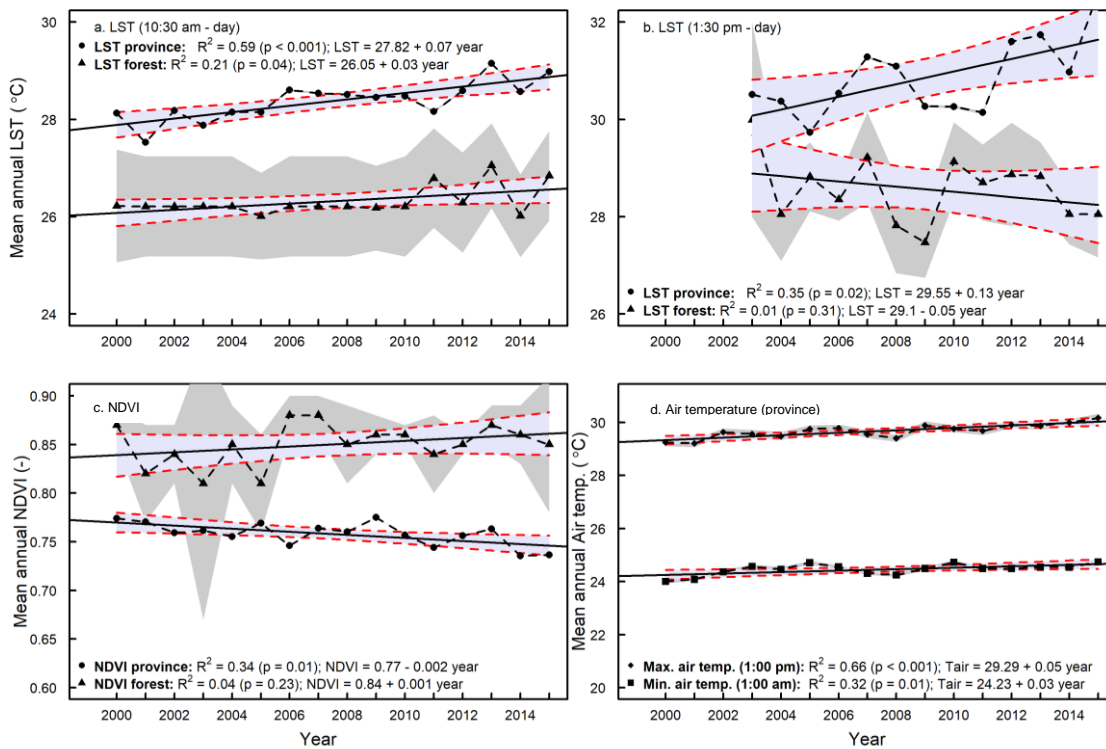 a. LST (10:30 am - day)
LST province: R² = 0.59 (p < 0.001); LST = 27.82 + 0.07 year
LST forest: R² = 0.21 (p = 0.04); LST = 26.05 + 0.03 year
Mean annual LST ( °C)
30
28
26
24
2000 2002 2004 2006 2008 2010 2012 2014
b. LST (1:30 pm - day)
LST province: R² = 0.35 (p = 0.02); LST = 29.55 + 0.13 year
LST forest: R² = 0.01 (p = 0.31); LST = 29.1 - 0.05 year
32
30
28
26
2000 2002 2004 2006 2008 2010 2012 2014
c. NDVI
NDVI province: R² = 0.34 (p = 0.01); NDVI = 0.77 - 0.002 year
NDVI forest: R² = 0.04 (p = 0.23); NDVI = 0.84 + 0.001 year
Mean annual NDVI (-)
0.90
0.85
0.80
0.75
0.70
0.65
0.60
2000 2002 2004 2006 2008 2010 2012 2014
Year
d. Air temperature (province)
Max. air temp. (1:00 pm): R² = 0.66 (p < 0.001); Tair = 29.29 + 0.05 year
Min. air temp. (1:00 am): R² = 0.32 (p = 0.01); Tair = 24.23 + 0.03 year
Mean annual Air temp. ( °C)
30
28
26
24
22
20
2000 2002 2004 2006 2008 2010 2012 2014
Year